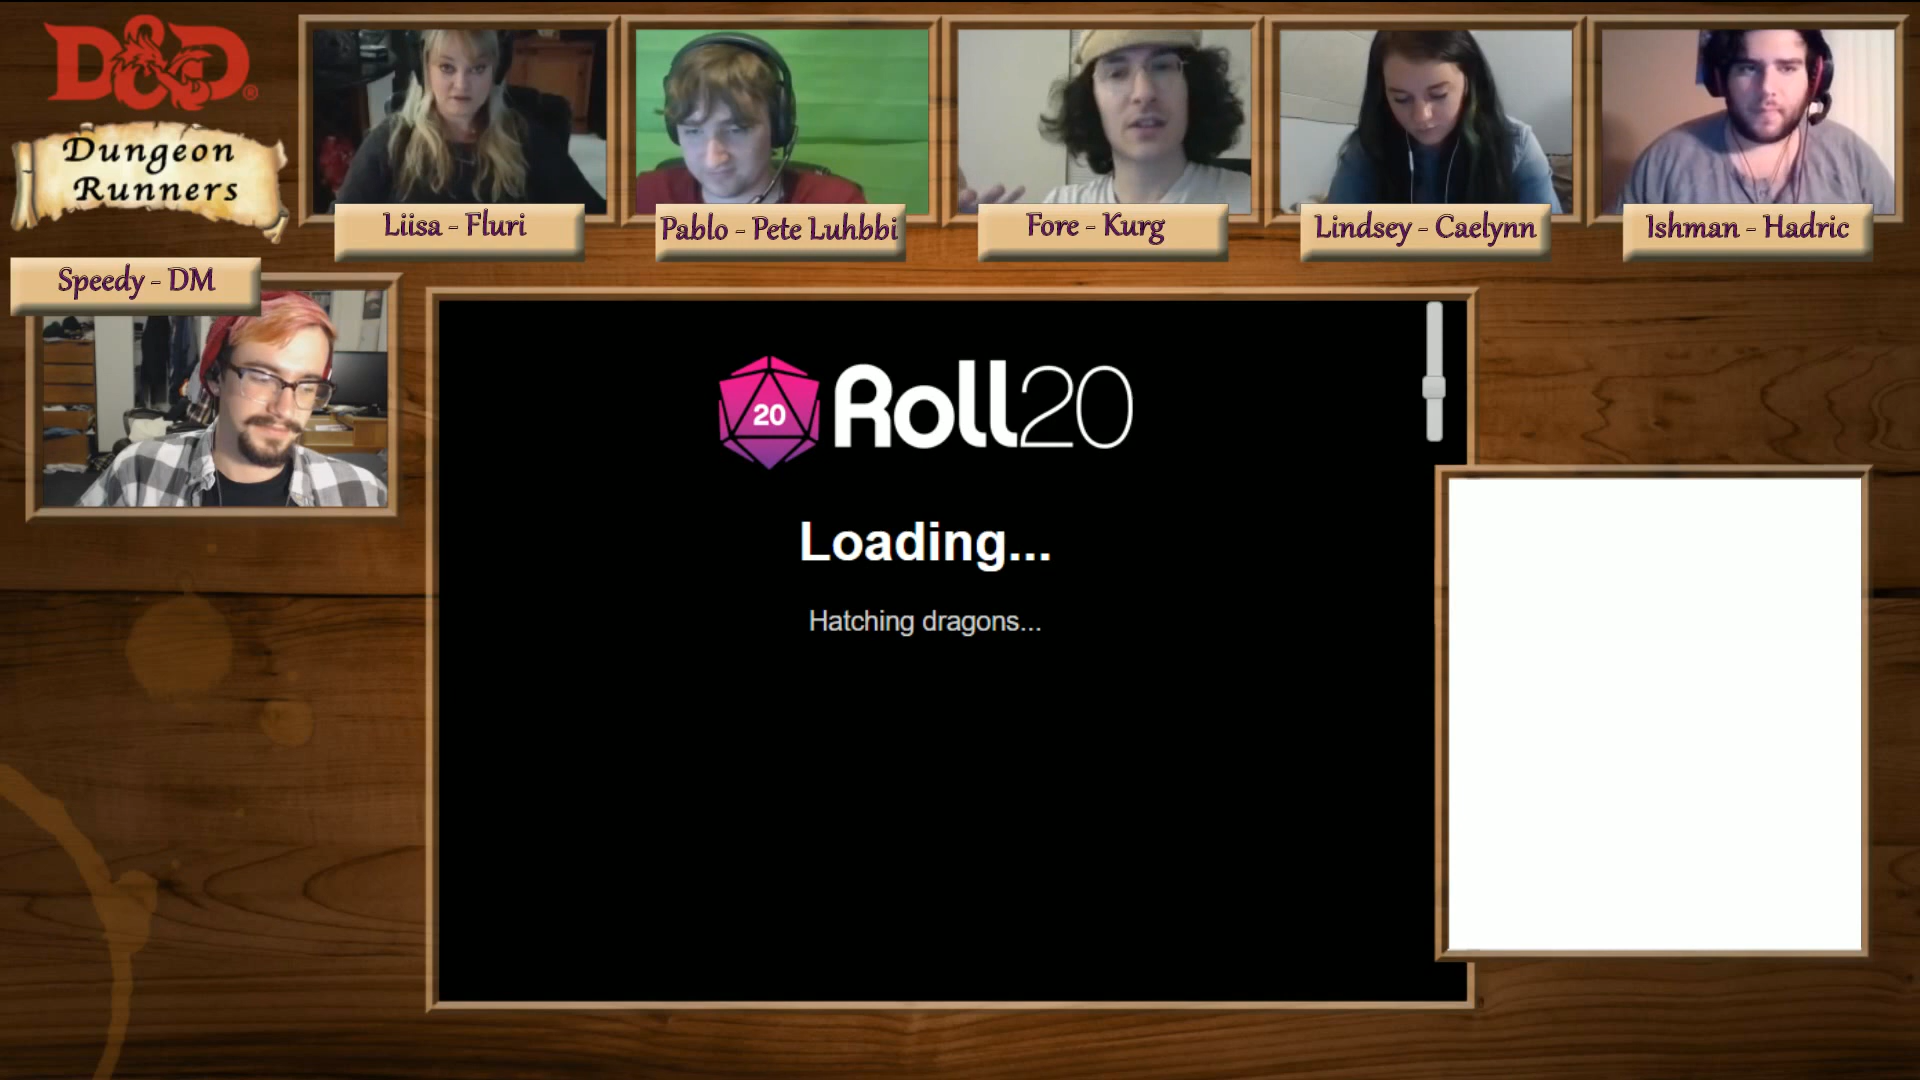 D&D®
Dungeon
Runners
Liisa - Fluri
Pablo - Pete Luhbbi
Fore - Kurg
Lindsey - Caelynn
Ishman - Hadric
Speedy - DM
20 Roll20
Loading...
Hatching dragons...